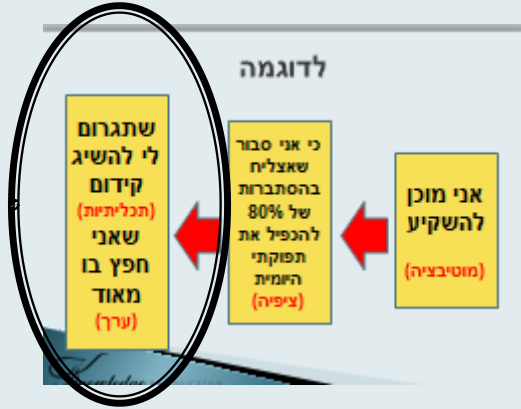 לדוגמה
אני מוכן
להשקיע
(מוטיבציה)
כי אני סבור
שאצליח
בהסתברות
של 80%
להכפיל את
תפוקתי
היומית
(ציפיה)
שתגרום
לי להשיג
קידום
(תכליתיות)
שאני
חפץ בו
מאוד
(ערך)
Knowledge